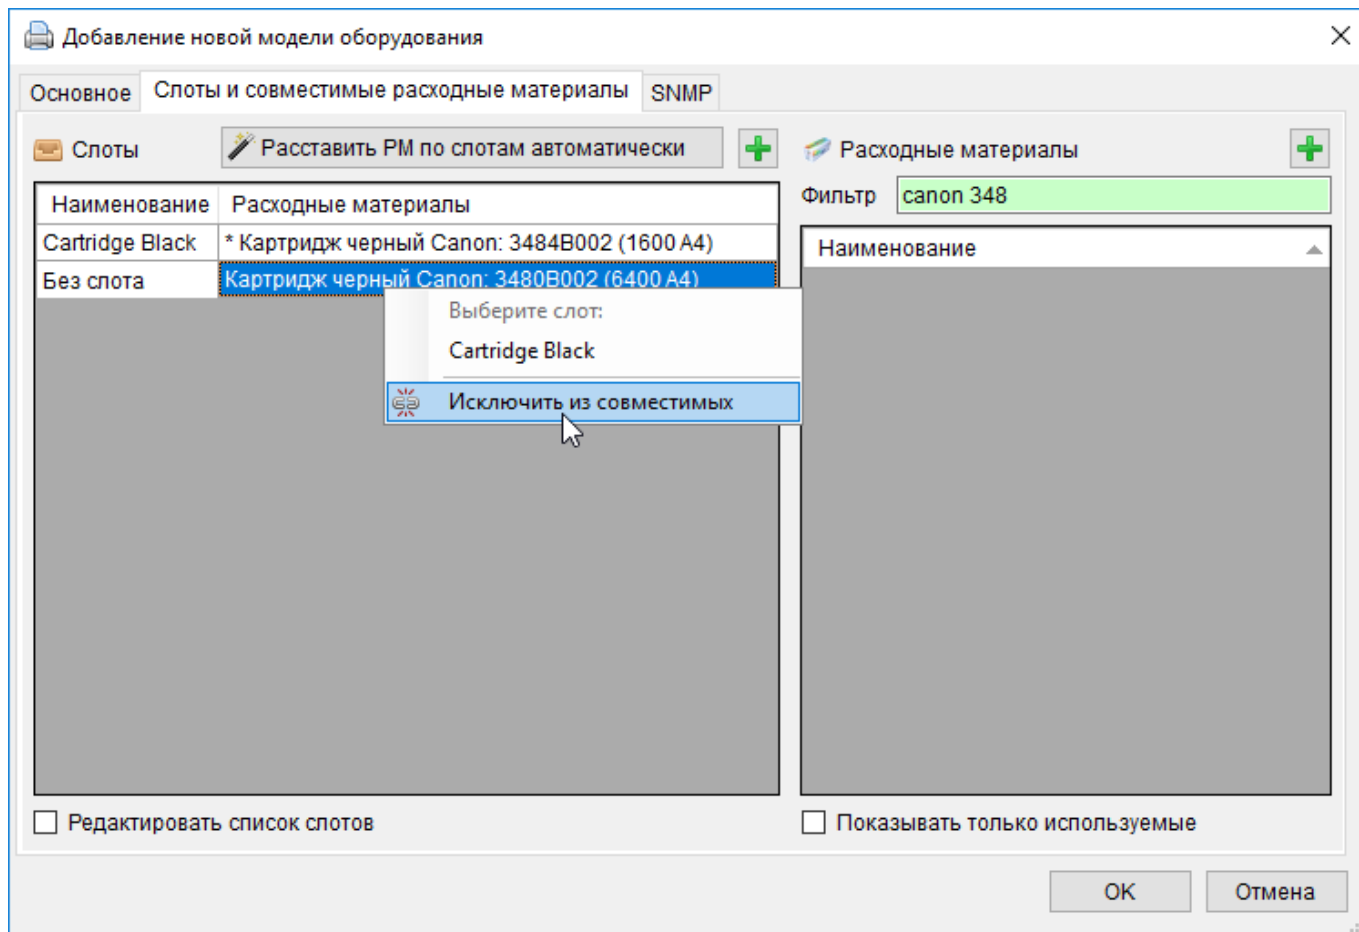 Добавление новой модели оборудования
Основное Слоты и совместимые расходные материалы SNMP
Слоты Расставить РМ по слотам автоматически
Наименование Расходные материалы
Cartridge Black * Картридж черный Canon: 3484B002 (1600 A4)
Без слота Картридж черный Canon: 3480B002 (6400 A4)
Выберите слот:
Cartridge Black
Исключить из совместимых
Редактировать список слотов
Расходные материалы
Фильтр canon 348
Наименование
Показывать только используемые
OK Отмена